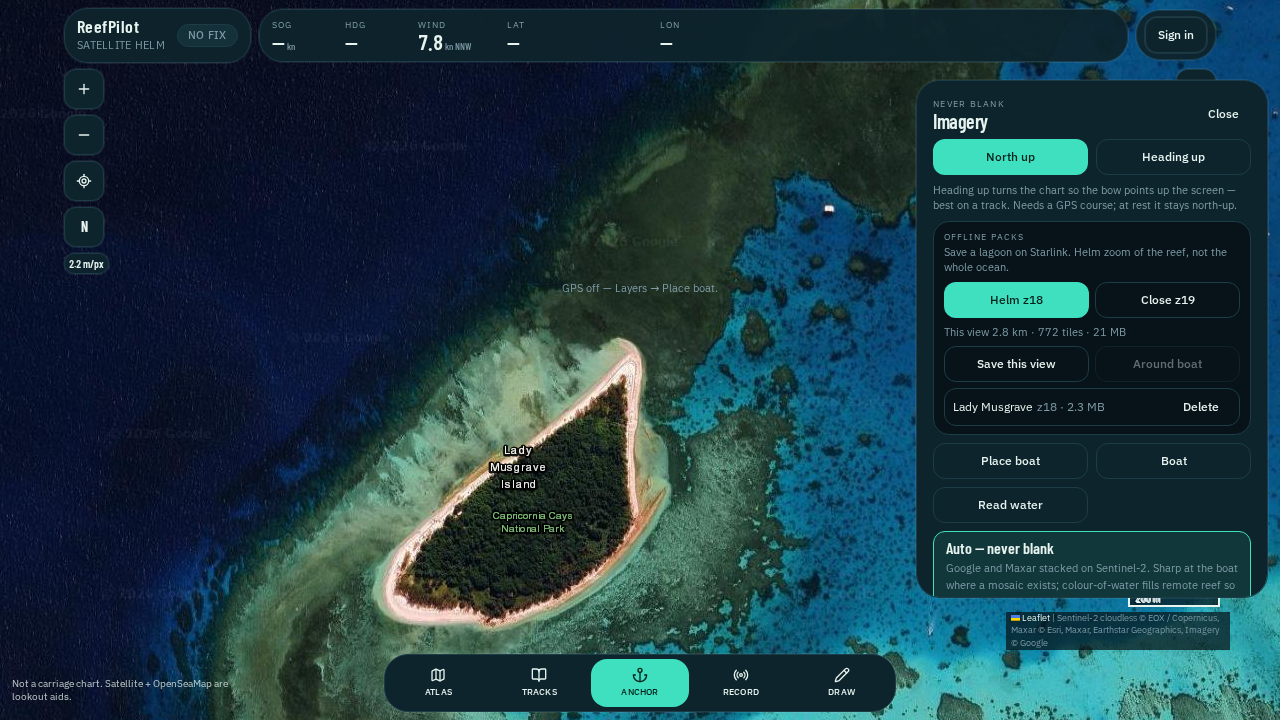 ReefPilot
SATELLITE HELM
NO FIX
SOG
— kn
HDG
—
WIND
7.8 kn NNW
LAT
—
LON
—
Sign in
+
−
N
2.2 m/px
© 2026 Google
GPS off — Layers → Place boat.
Lady
Musgrave
Island
Capricornia Cays
National Park
NEVER BLANK
Imagery
Close
North up
Heading up
Heading up turns the chart so the bow points up the screen —
best on a track. Needs a GPS course; at rest it stays north-up.
OFFLINE PACKS
Save a lagoon on Starlink. Helm zoom of the reef, not the
whole ocean.
Helm z18
Close z19
This view 2.8 km · 772 tiles · 21 MB
Save this view
Around boat
Lady Musgrave z18 · 2.3 MB
Delete
Place boat
Boat
Read water
Auto — never blank
Google and Maxar stacked on Sentinel-2. Sharp at the boat
where a mosaic exists; colour-of-water fills remote reef so
200 m
Leaflet | Sentinel-2 cloudless © EOX / Copernicus,
Maxar © Esri, Maxar, Earthstar Geographics, Imagery
© Google
Not a carriage chart. Satellite + OpenSeaMap are
lookout aids.
ATLAS
TRACKS
ANCHOR
RECORD
DRAW